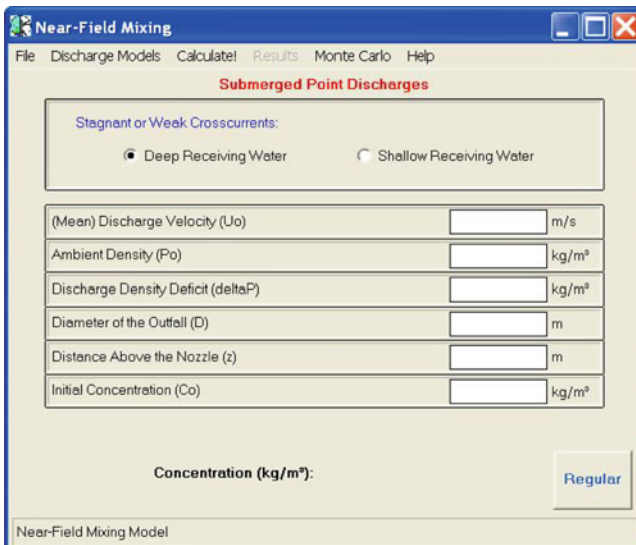 Near-Field Mixing
File Discharge Models Calculate! Results Monte Carlo Help
Submerged Point Discharges
Stagnant or Weak Crosscurrents:
Deep Receiving Water Shallow Receiving Water
(Mean) Discharge Velocity (Uo) m/s
Ambient Density (Po) kg/m³
Discharge Density Deficit (deltaP) kg/m³
Diameter of the Outfall (D) m
Distance Above the Nozzle (z) m
Initial Concentration (Co) kg/m³
Concentration (kg/m³):
Regular
Near-Field Mixing Model